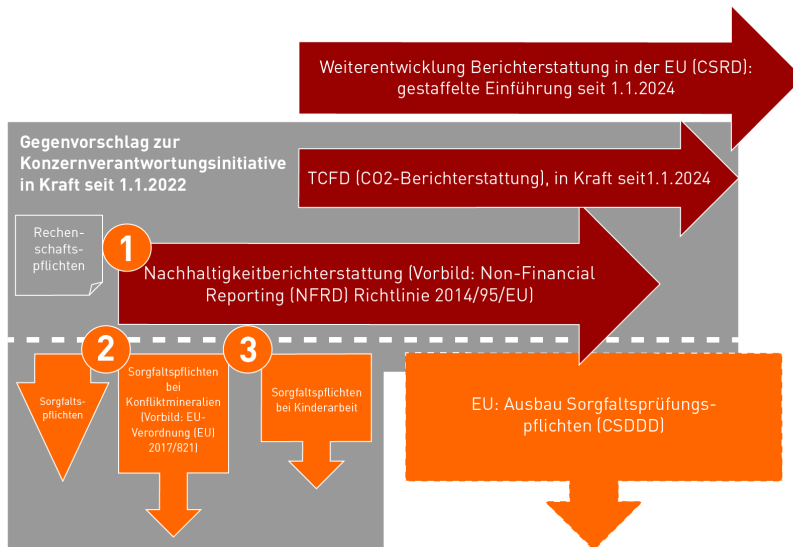 Weiterentwicklung Berichterstattung in der EU (CSRD):
gestaffelte Einführung seit 1.1.2024
Gegenvorschlag zur
Konzernverantwortungsinitiative
in Kraft seit 1.1.2022
TCFD (CO2-Berichterstattung), in Kraft seit1.1.2024
Rechen-
schafts-
pflichten
1
Nachhaltigkeitberichterstattung (Vorbild: Non-Financial
Reporting (NFRD) Richtlinie 2014/95/EU)
2
3
Sorgfalts-
pflichten
Sorgfaltspflichten
bei
Konfliktmineralien
(Vorbild: EU-
Verordnung (EU)
2017/821)
Sorgfaltspflichten
bei Kinderarbeit
EU: Ausbau Sorgfaltsprüfungs-
pflichten (CSDDD)